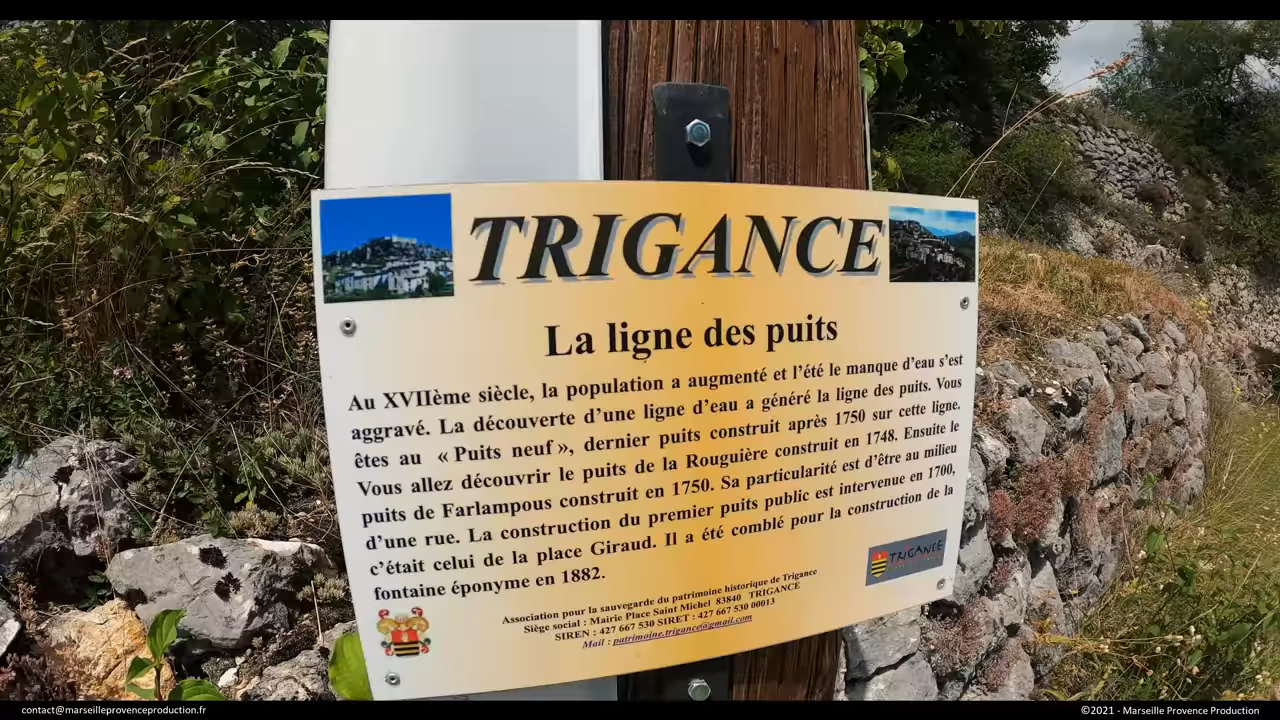 TRIGANCE
La ligne des puits
Au XVIIème siècle, la population a augmenté et l'été le manque d'eau s'est
aggravé. La découverte d'une ligne d'eau a généré la ligne des puits. Vous
êtes au « Puits neuf », dernier puits construit après 1750 sur cette ligne.
Vous allez découvrir le puits de la Rouguière construit en 1748. Ensuite le
puits de Farlampous construit en 1750. Sa particularité est d'être au milieu
d'une rue. La construction du premier puits public est intervenue en 1700,
c'était celui de la place Giraud. Il a été comblé pour la construction de la
fontaine éponyme en 1882.
TRIGANCE
Association pour la sauvegarde du patrimoine historique de Trigance
Siège social : Mairie Place Saint Michel 83840 TRIGANCE
SIREN : 427 667 530 SIRET : 427 667 530 00013
Mail : patrimoine.trigance@gmail.com
contact@marseilleprovenceproduction.fr
©2021 - Marseille Provence Production